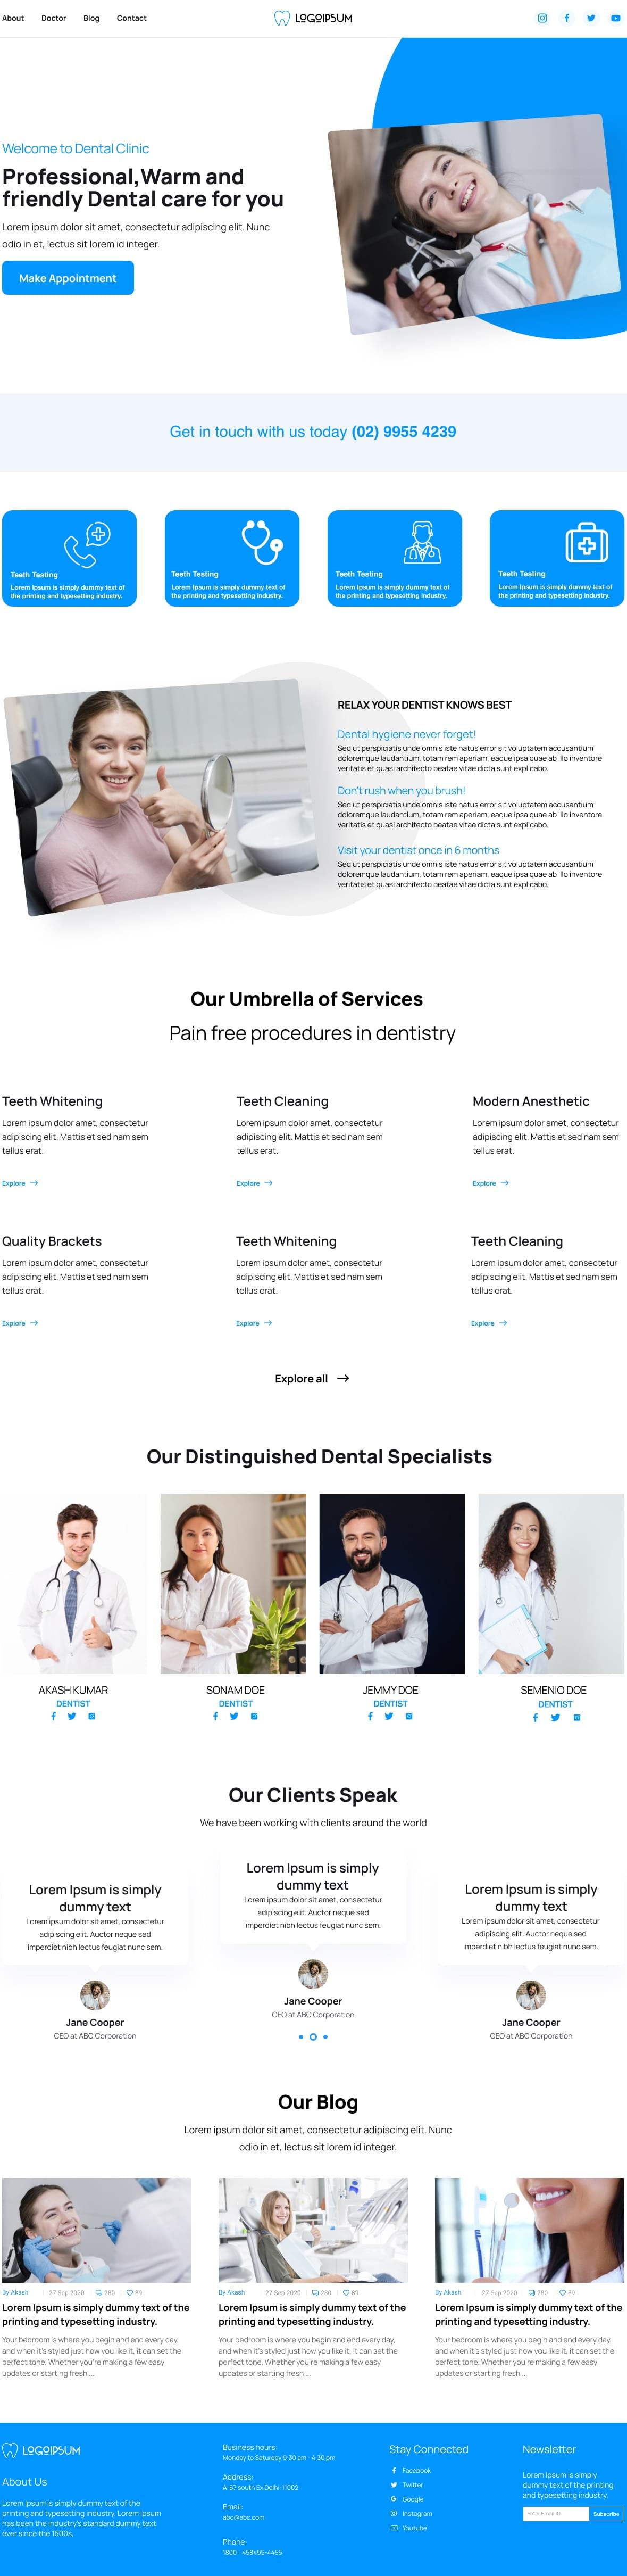 About Doctor Blog Contact
LOGOIPSUM
Welcome to Dental Clinic
Professional,Warm and
friendly Dental care for you
Lorem ipsum dolor sit amet, consectetur adipiscing elit. Nunc
odio in et, lectus sit lorem id integer.
Make Appointment
Get in touch with us today (02) 9955 4239
Teeth Testing
Lorem Ipsum is simply dummy text of
the printing and typesetting industry.
Teeth Testing
Lorem Ipsum is simply dummy text of
the printing and typesetting industry.
Teeth Testing
Lorem Ipsum is simply dummy text of
the printing and typesetting industry.
Teeth Testing
Lorem Ipsum is simply dummy text of
the printing and typesetting industry.
RELAX YOUR DENTIST KNOWS BEST
Dental hygiene never forget!
Sed ut perspiciatis unde omnis iste natus error sit voluptatem accusantium
doloremque laudantium, totam rem aperiam, eaque ipsa quae ab illo inventore
veritatis et quasi architecto beatae vitae dicta sunt explicabo.
Don't rush when you brush!
Sed ut perspiciatis unde omnis iste natus error sit voluptatem accusantium
doloremque laudantium, totam rem aperiam, eaque ipsa quae ab illo inventore
veritatis et quasi architecto beatae vitae dicta sunt explicabo.
Visit your dentist once in 6 months
Sed ut perspiciatis unde omnis iste natus error sit voluptatem accusantium
doloremque laudantium, totam rem aperiam, eaque ipsa quae ab illo inventore
veritatis et quasi architecto beatae vitae dicta sunt explicabo.
Our Umbrella of Services
Pain free procedures in dentistry
Teeth Whitening
Lorem ipsum dolor sit amet, consectetur
adipiscing elit. Mattis et sed nam sem
tellus erat.
Explore
Teeth Cleaning
Lorem ipsum dolor sit amet, consectetur
adipiscing elit. Mattis et sed nam sem
tellus erat.
Explore
Modern Anesthetic
Lorem ipsum dolor sit amet, consectetur
adipiscing elit. Mattis et sed nam sem
tellus erat.
Explore
Quality Brackets
Lorem ipsum dolor sit amet, consectetur
adipiscing elit. Mattis et sed nam sem
tellus erat.
Explore
Teeth Whitening
Lorem ipsum dolor sit amet, consectetur
adipiscing elit. Mattis et sed nam sem
tellus erat.
Explore
Teeth Cleaning
Lorem ipsum dolor sit amet, consectetur
adipiscing elit. Mattis et sed nam sem
tellus erat.
Explore
Explore all
Our Distinguished Dental Specialists
AKASH KUMAR
DENTIST
SONAM DOE
DENTIST
JEMMY DOE
DENTIST
SEMENIO DOE
DENTIST
Our Clients Speak
We have been working with clients around the world
Lorem Ipsum is simply
dummy text
Lorem ipsum dolor sit amet, consectetur
adipiscing elit. Auctor neque sed
imperdiet nibh lectus feugiat nunc sem.
Jane Cooper
CEO at ABC Corporation
Lorem Ipsum is simply
dummy text
Lorem ipsum dolor sit amet, consectetur
adipiscing elit. Auctor neque sed
imperdiet nibh lectus feugiat nunc sem.
Jane Cooper
CEO at ABC Corporation
Lorem Ipsum is simply
dummy text
Lorem ipsum dolor sit amet, consectetur
adipiscing elit. Auctor neque sed
imperdiet nibh lectus feugiat nunc sem.
Jane Cooper
CEO at ABC Corporation
Our Blog
Lorem ipsum dolor sit amet, consectetur adipiscing elit. Nunc
odio in et, lectus sit lorem id integer.
By Akash 27 Sep 2020 280 89
Lorem Ipsum is simply dummy text of the
printing and typesetting industry.
Your bedroom is where you begin and end every day,
and when it's styled just how you like it, it can set the
perfect tone. Whether you're making a few easy
updates or starting fresh ...
By Akash 27 Sep 2020 280 89
Lorem Ipsum is simply dummy text of the
printing and typesetting industry.
Your bedroom is where you begin and end every day,
and when it's styled just how you like it, it can set the
perfect tone. Whether you're making a few easy
updates or starting fresh ...
By Akash 27 Sep 2020 280 89
Lorem Ipsum is simply dummy text of the
printing and typesetting industry.
Your bedroom is where you begin and end every day,
and when it's styled just how you like it, it can set the
perfect tone. Whether you're making a few easy
updates or starting fresh ...
LOGOIPSUM
About Us
Lorem Ipsum is simply dummy text of the
printing and typesetting industry. Lorem Ipsum
has been the industry's standard dummy text
ever since the 1500s,
Business hours:
Monday to Saturday 9:30 am - 4:30 pm
Address:
A-67 south Ex Delhi-11002
Email:
abc@abc.com
Phone:
1800 - 458495-4455
Stay Connected
Facebook
Twitter
Google
Instagram
Youtube
Newsletter
Lorem Ipsum is simply
dummy text of the printing
and typesetting industry.
Enter Email ID
Subscribe